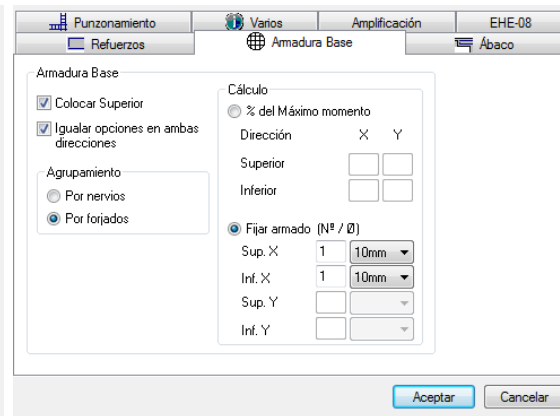 Punzonamiento Varios Amplificación EHE-08
Refuerzos Armadura Base Ábaco
Armadura Base
Colocar Superior
Igualar opciones en ambas
direcciones
Agrupamiento
Por nervios
Por forjados
Cálculo
% del Máximo momento
Dirección X Y
Superior
Inferior
Fijar armado (Nº / Ø)
Sup. X 1 10mm
Inf. X 1 10mm
Sup. Y
Inf. Y
Aceptar Cancelar